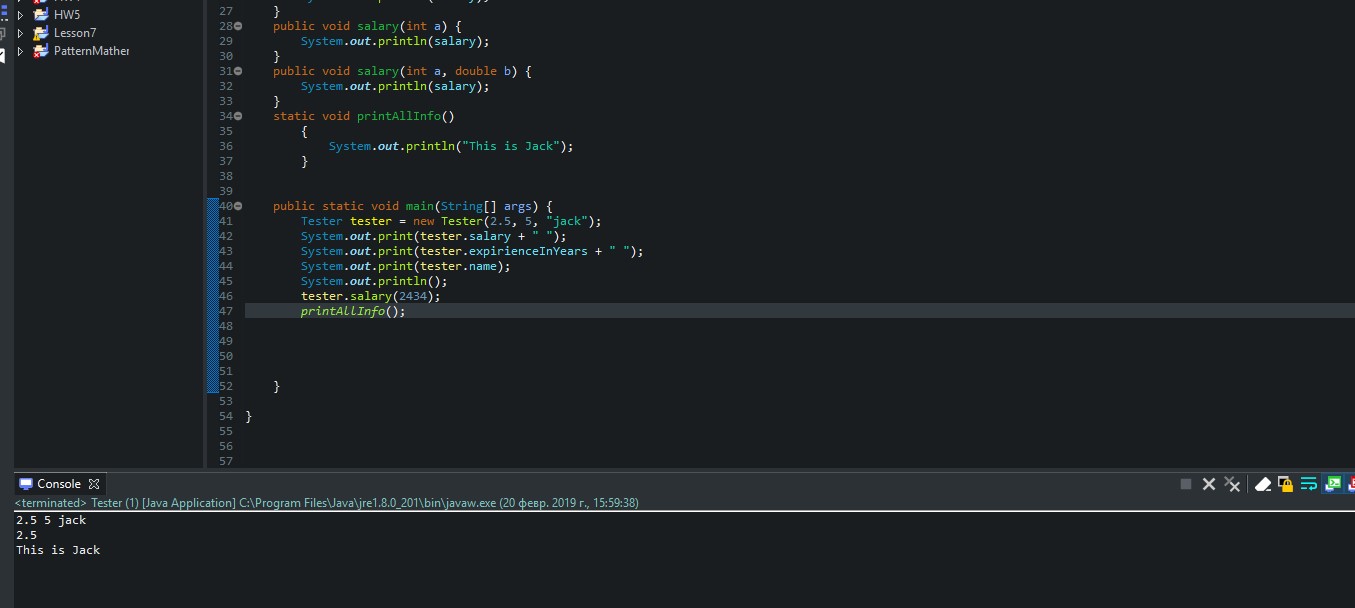 HW5
Lesson7
PatternMather
27 }
28 public void salary(int a) {
29 System.out.println(salary);
30 }
31 public void salary(int a, double b) {
32 System.out.println(salary);
33 }
34 static void printAllInfo()
35 {
36 System.out.println("This is Jack");
37 }
38
39
40 public static void main(String[] args) {
41 Tester tester = new Tester(2.5, 5, "jack");
42 System.out.print(tester.salary + " ");
43 System.out.print(tester.expirienceInYears + " ");
44 System.out.print(tester.name);
45 System.out.println();
46 tester.salary(2434);
47 printAllInfo();
48
49
50
51
52 }
53
54 }
55
56
57
Console
<terminated> Tester (1) [Java Application] C:\Program Files\Java\jre1.8.0_201\bin\javaw.exe (20 февр. 2019 г., 15:59:38)
2.5 5 jack
2.5
This is Jack